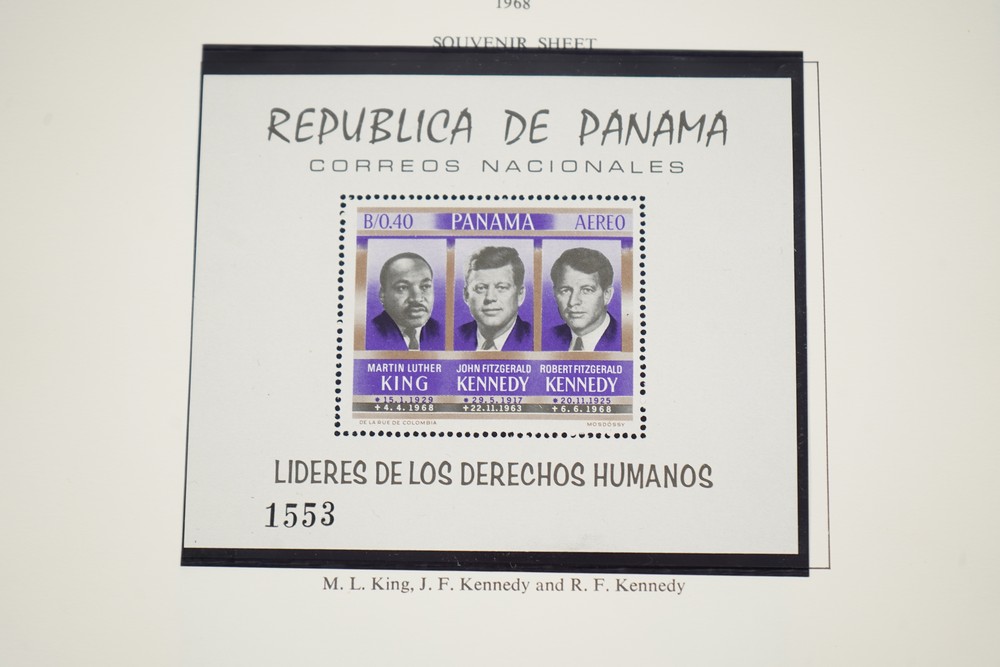 1968
SOUVENIR SHEET
REPUBLICA DE PANAMA
CORREOS NACIONALES
B/0.40 PANAMA AEREO
MARTIN LUTHER JOHN FITZGERALD ROBERT FITZGERALD
KING KENNEDY KENNEDY
* 15.1.1929 * 29.5.1917 * 20.11.1925
+ 4.4.1968 +22.11.1963 + 6.6.1968
DE LA RUE DE COLOMBIA MOSDÓSSY
LIDERES DE LOS DERECHOS HUMANOS
1553
M. L. King, J. F. Kennedy and R. F. Kennedy